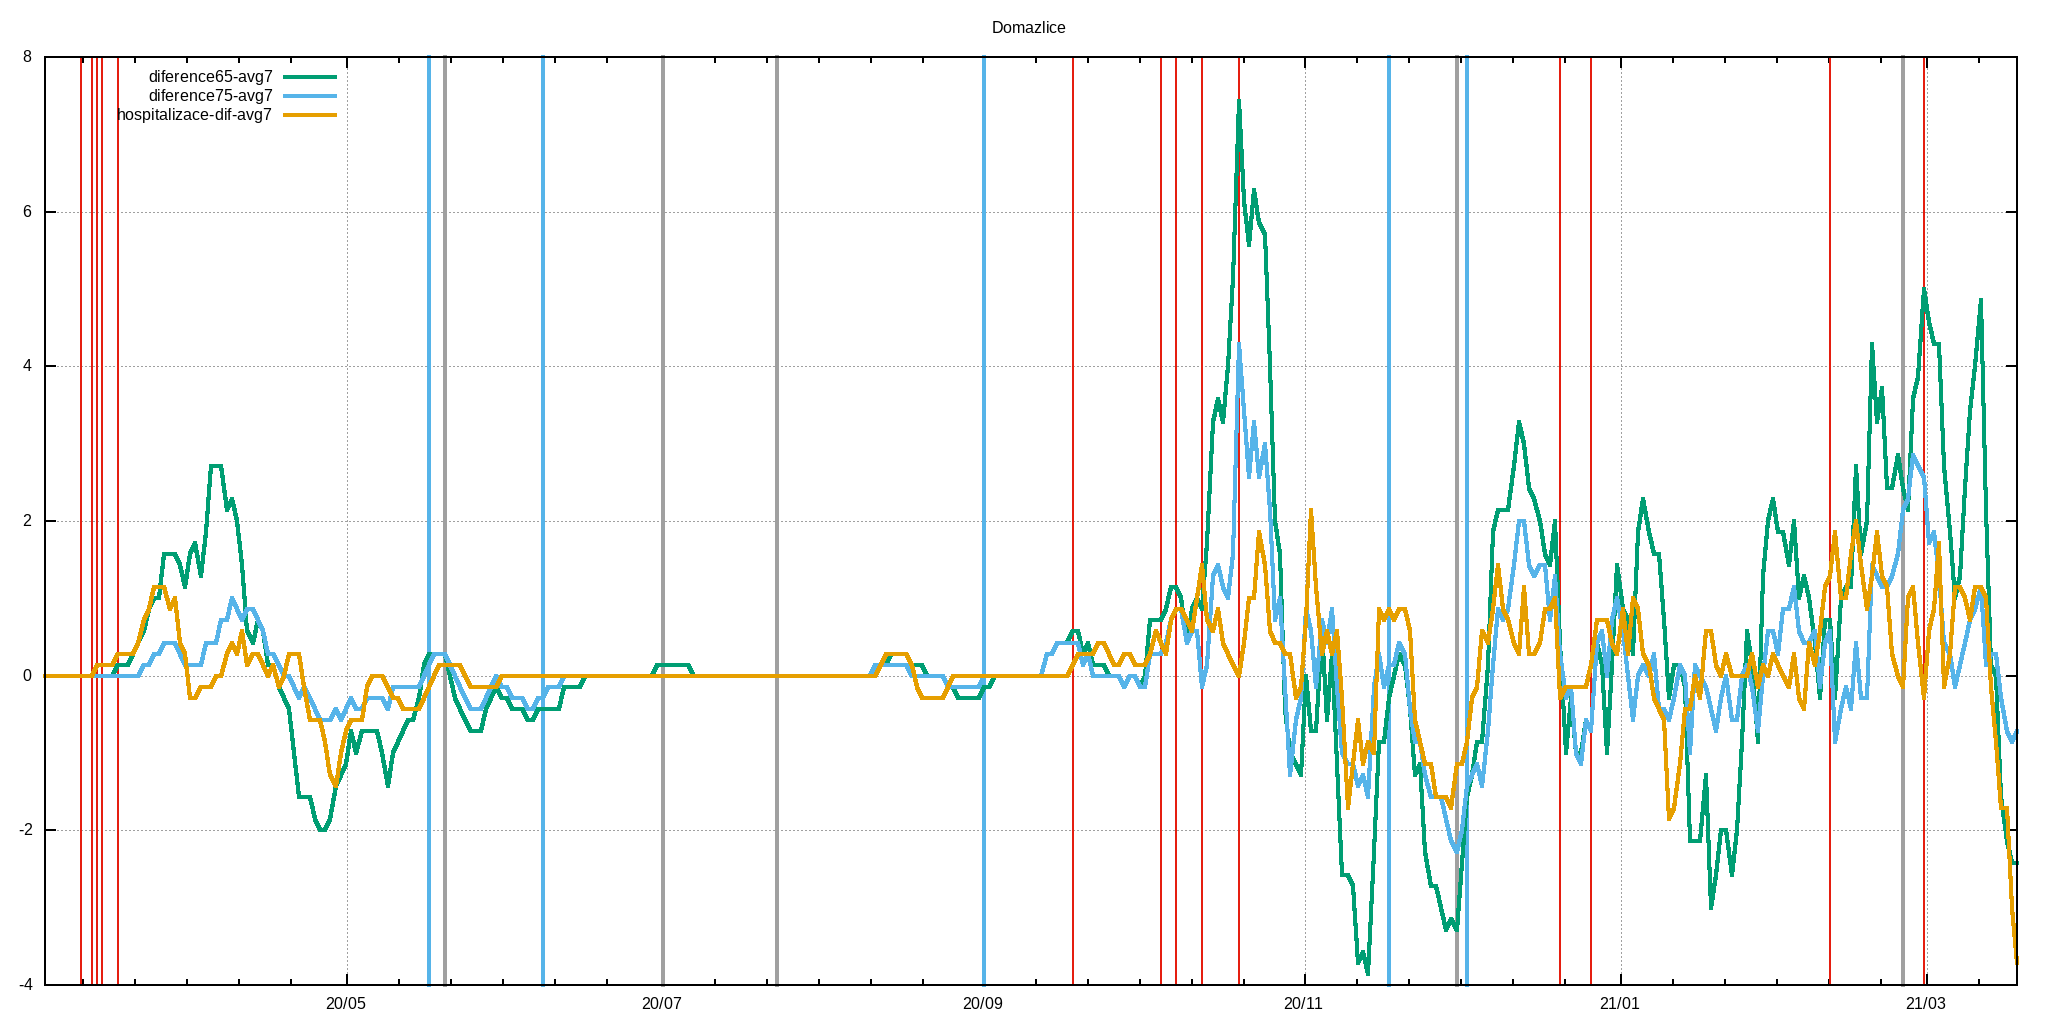 Domazlice
8
diference65-avg7
diference75-avg7
hospitalizace-dif-avg7
6
4
2
0
-2
-4
20/05 20/07 20/09 20/11 21/01 21/03